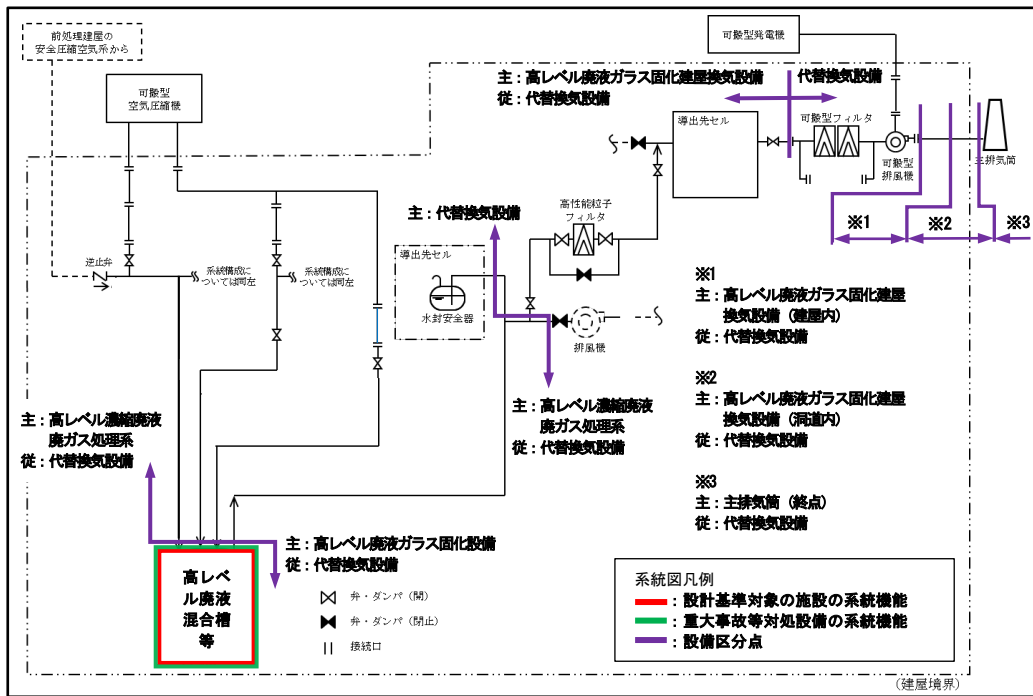 前処理建屋の
安全圧縮空気系から
可搬型
空気圧縮機
可搬型発電機
主：高レベル廃液ガラス固化建屋換気設備
従：代替換気設備
代替換気設備
導出先セル
可搬型フィルタ
可搬型
排風機
主排気筒
※1
※2
※3
高性能粒子
フィルタ
主：代替換気設備
導出先セル
水封安全器
排風機
逆止弁
系統構成に
ついては同左
系統構成に
ついては同左
※1
主：高レベル廃液ガラス固化建屋
換気設備（建屋内）
従：代替換気設備
※2
主：高レベル廃液ガラス固化建屋
換気設備（洞道内）
従：代替換気設備
※3
主：主排気筒（終点）
従：代替換気設備
主：高レベル濃縮廃液
廃ガス処理系
従：代替換気設備
主：高レベル濃縮廃液
廃ガス処理系
従：代替換気設備
主：高レベル廃液ガラス固化設備
従：代替換気設備
高レベ
ル廃液
混合槽
等
弁・ダンパ（開）
弁・ダンパ（閉止）
接続口
系統図凡例
：設計基準対象の施設の系統機能
：重大事故等対処設備の系統機能
：設備区分点
（建屋境界）